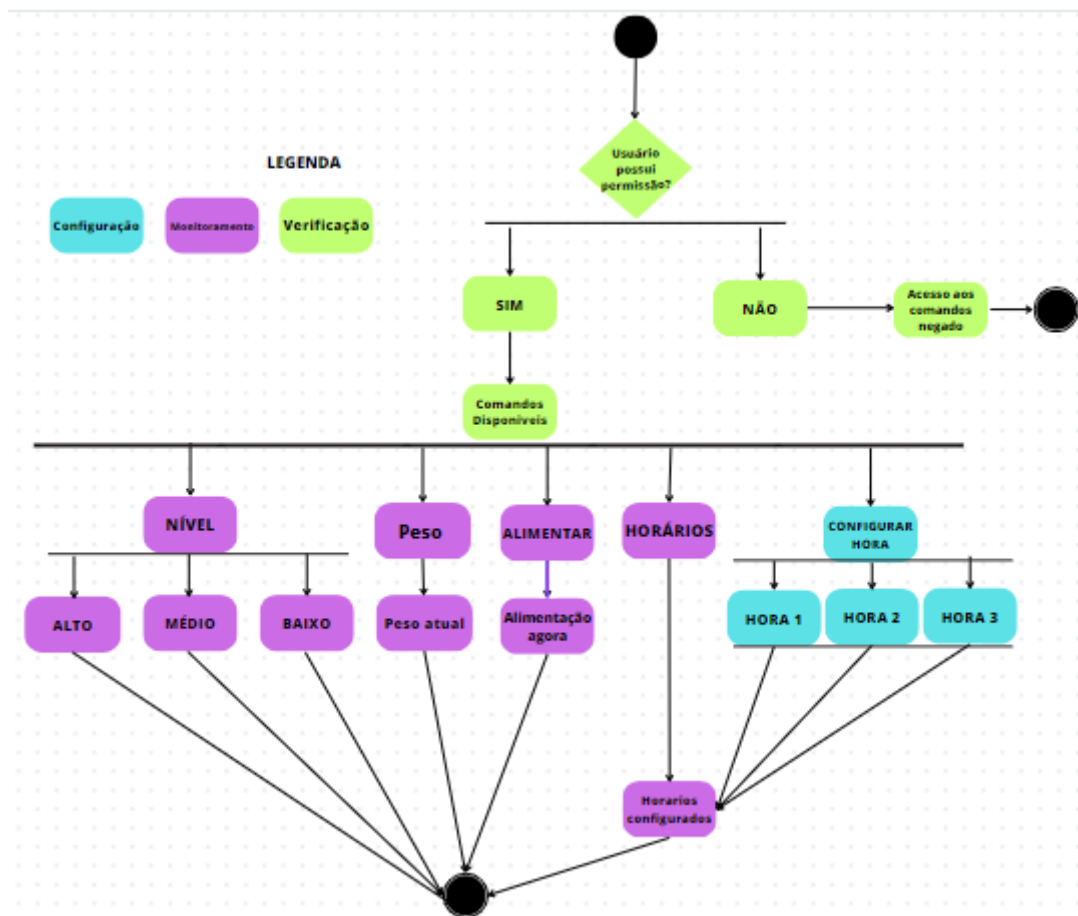 Usuário
possui
permissão?
LEGENDA
Configuração
Monitoramento
Verificação
SIM
NÃO
Acesso aos
comandos
negado
Comandos
Disponiveis
NÍVEL
Peso
ALIMENTAR
HORÁRIOS
CONFIGURAR
HORA
ALTO
MÉDIO
BAIXO
Peso atual
Alimentação
agora
HORA 1
HORA 2
HORA 3
Horarios
configurados